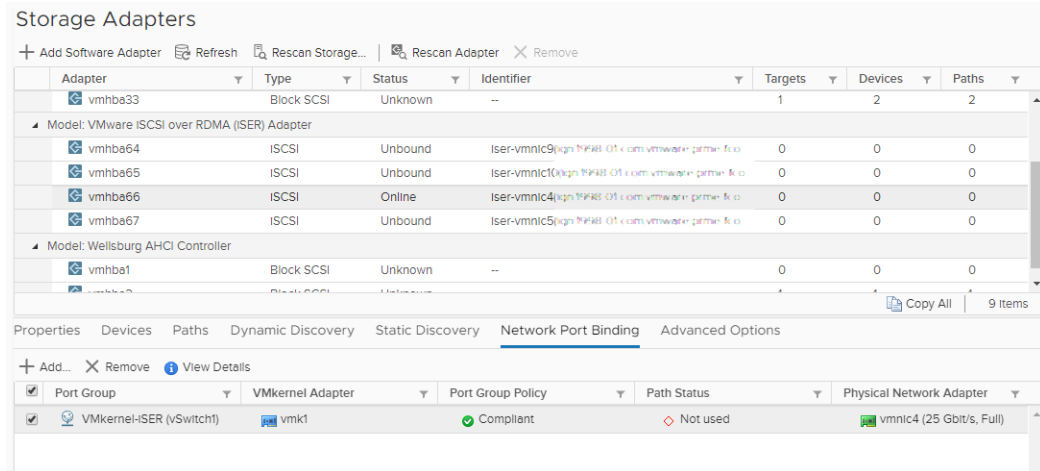 Storage Adapters
Add Software Adapter Refresh Rescan Storage... Rescan Adapter Remove
Adapter Type Status Identifier Targets Devices Paths
vmhba33 Block SCSI Unknown -- 1 2 2
Model: VMware iSCSI over RDMA (iSER) Adapter
vmhba64 iSCSI Unbound iser-vmnic9 0 0 0
vmhba65 iSCSI Unbound iser-vmnic10 0 0 0
vmhba66 iSCSI Online iser-vmnic4 0 0 0
vmhba67 iSCSI Unbound iser-vmnic5 0 0 0
Model: Wellsburg AHCI Controller
vmhba1 Block SCSI Unknown -- 0 0 0
Copy All 9 items
Properties Devices Paths Dynamic Discovery Static Discovery Network Port Binding Advanced Options
Add... Remove View Details
Port Group VMkernel Adapter Port Group Policy Path Status Physical Network Adapter
VMkernel-iSER (vSwitch1) vmk1 Compliant Not used vmnic4 (25 Gbit/s, Full)